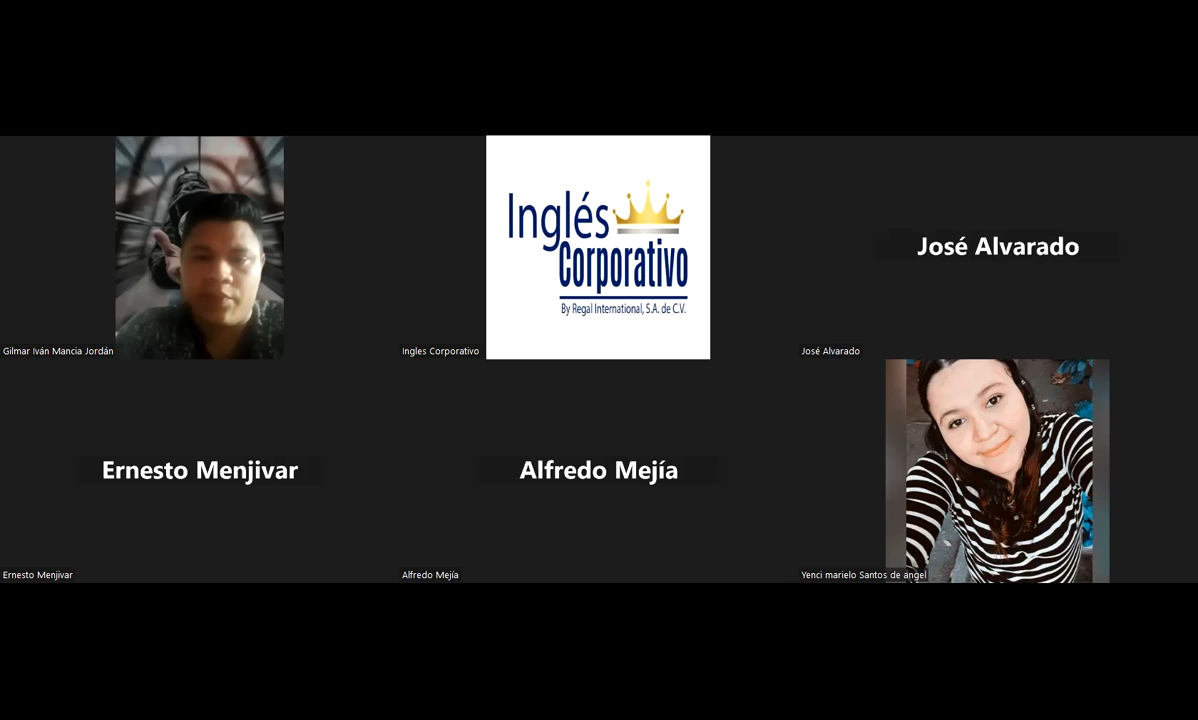 Inglés
Corporativo
By Regal International, S.A. de C.V.
José Alvarado
Gilmar Iván Mancia Jordán
Ingles Corporativo
José Alvarado
Ernesto Menjivar
Alfredo Mejía
Ernesto Menjivar
Alfredo Mejía
Yenci marielo Santos de angel